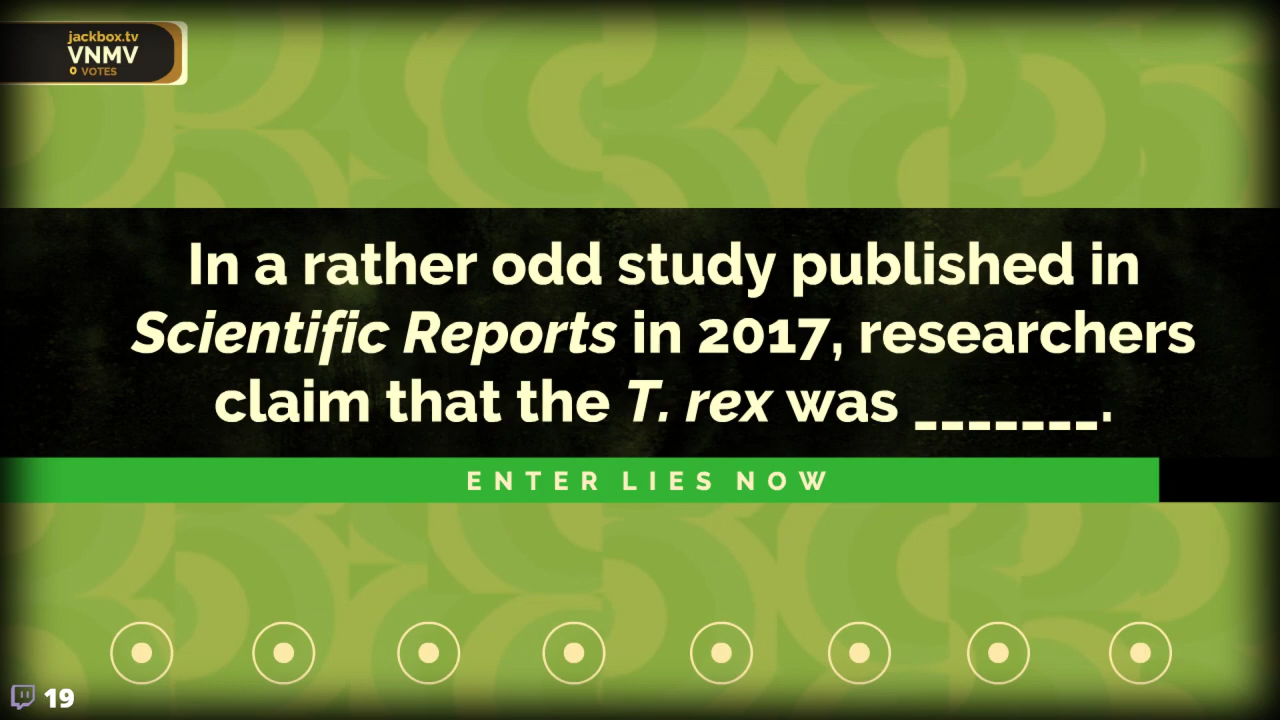 jackbox.tv
VNMV
0 VOTES
In a rather odd study published in
Scientific Reports in 2017, researchers
claim that the T. rex was _______.
ENTER LIES NOW
19